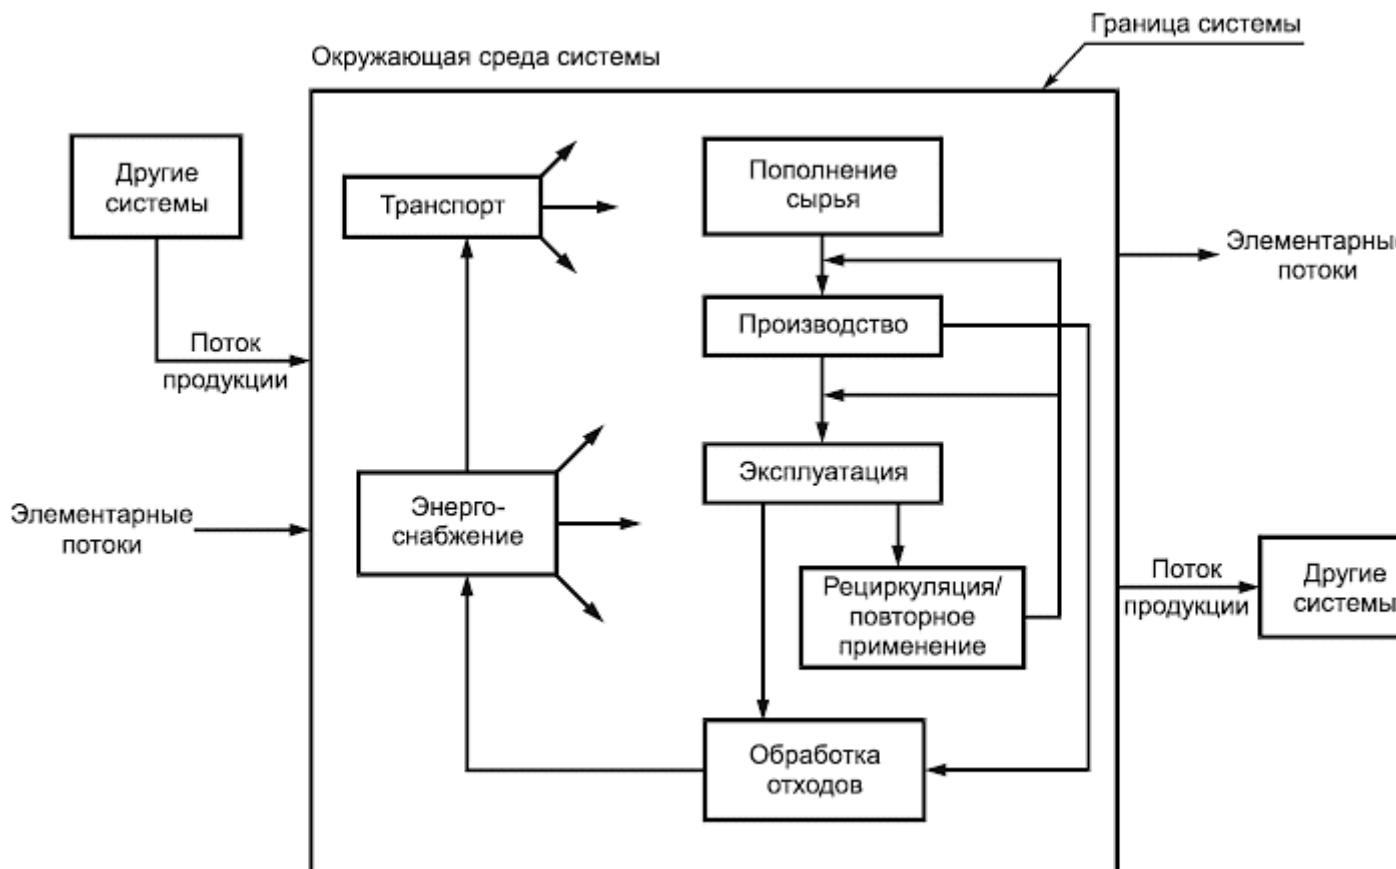 Граница системы
Окружающая среда системы
Другие
системы
Транспорт
Пополнение
сырья
Элементарные
потоки
Производство
Поток
продукции
Эксплуатация
Элементарные
потоки
Энерго-
снабжение
Рециркуляция/
повторное
применение
Поток
продукции
Другие
системы
Обработка
отходов